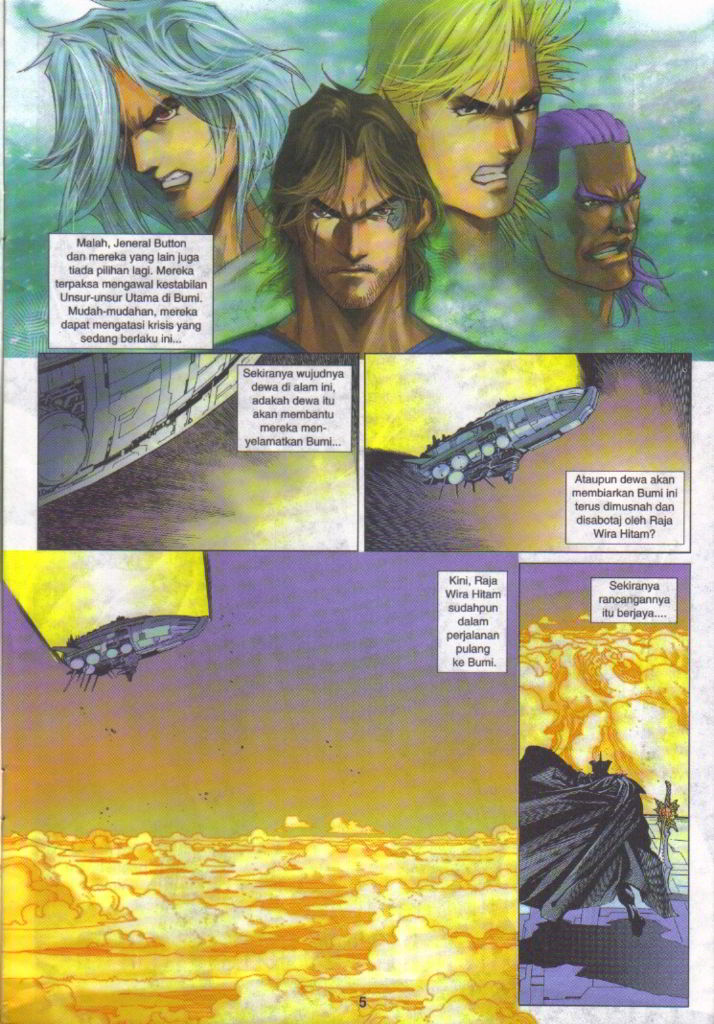 Malah, Jeneral Button
dan mereka yang lain juga
tiada pilihan lagi. Mereka
terpaksa mengawal kestabilan
Unsur-unsur Utama di Bumi.
Mudah-mudahan, mereka
dapat mengatasi krisis yang
sedang berlaku ini...
Sekiranya wujudnya
dewa di alam ini,
adakah dewa itu
akan membantu
mereka men-
yelamatkan Bumi...
Ataupun dewa akan
membiarkan Bumi ini
terus dimusnah dan
disabotaj oleh Raja
Wira Hitam?
Kini, Raja
Wira Hitam
sudahpun
dalam
perjalanan
pulang
ke Bumi.
Sekiranya
rancangannya
itu berjaya....
5